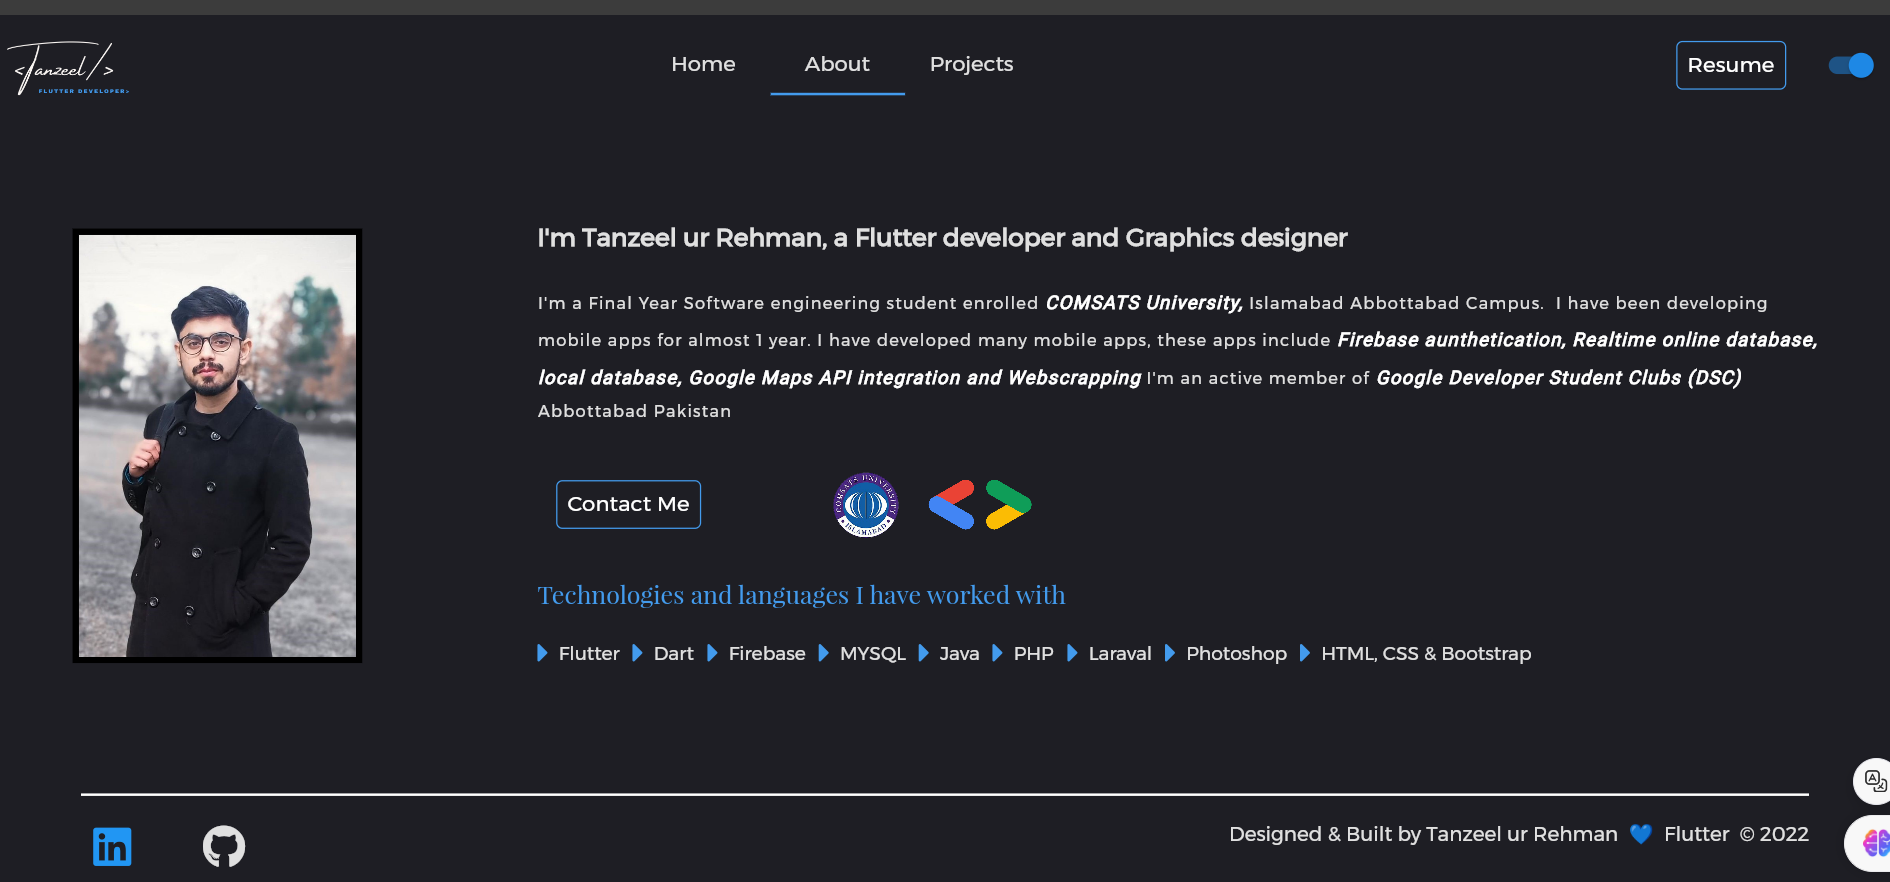 <Tanzeel/>
FLUTTER DEVELOPER>
Home About Projects
Resume
I'm Tanzeel ur Rehman, a Flutter developer and Graphics designer
I'm a Final Year Software engineering student enrolled COMSATS University, Islamabad Abbottabad Campus. I have been developing
mobile apps for almost 1 year. I have developed many mobile apps, these apps include Firebase aunthetication, Realtime online database,
local database, Google Maps API integration and Webscrapping I'm an active member of Google Developer Student Clubs (DSC)
Abbottabad Pakistan
Contact Me
COMSATS UNIVERSITY
ISLAMABAD
Technologies and languages I have worked with
Flutter Dart Firebase MYSQL Java PHP Laravel Photoshop HTML, CSS & Bootstrap
in
Designed & Built by Tanzeel ur Rehman 💙 Flutter © 2022